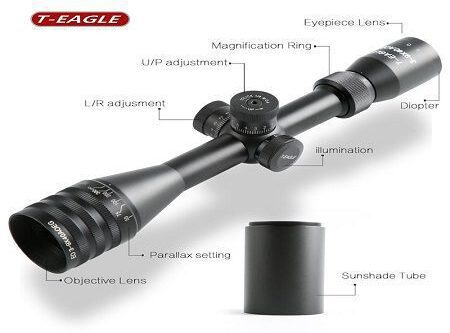 T-EAGLE
Eyepiece Lens
Magnification Ring
U/P adjustment
L/R adjusment
Diopter
illumination
Parallax setting
Objective Lens
Sunshade Tube